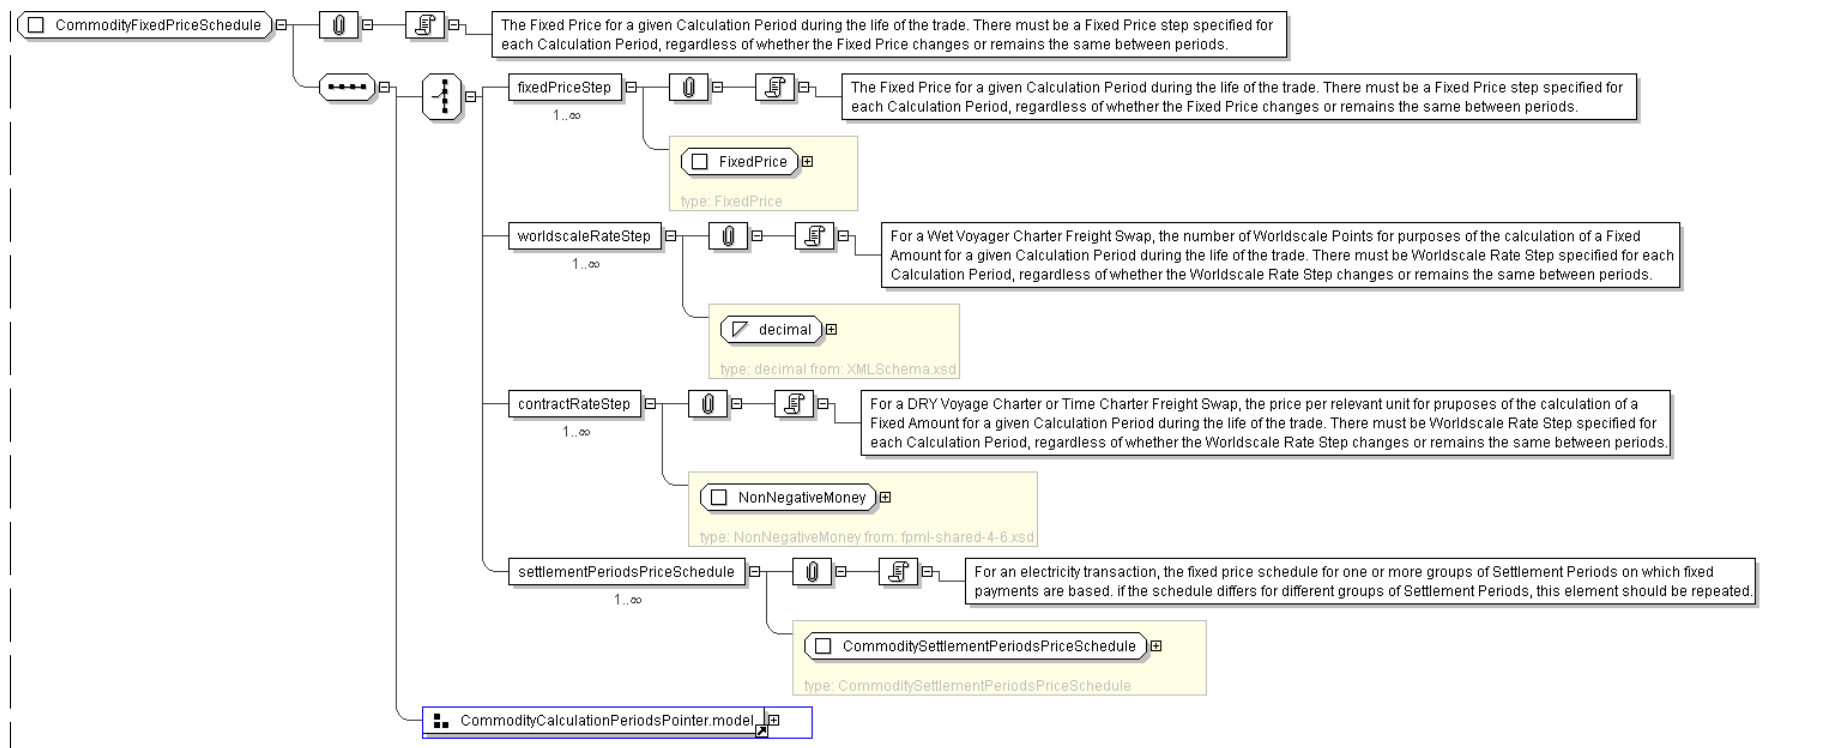 CommodityFixedPriceSchedule
The Fixed Price for a given Calculation Period during the life of the trade. There must be a Fixed Price step specified for
each Calculation Period, regardless of whether the Fixed Price changes or remains the same between periods.
fixedPriceStep
1..∞
The Fixed Price for a given Calculation Period during the life of the trade. There must be a Fixed Price step specified for
each Calculation Period, regardless of whether the Fixed Price changes or remains the same between periods.
FixedPrice
type: FixedPrice
worldscaleRateStep
1..∞
For a Wet Voyager Charter Freight Swap, the number of Worldscale Points for purposes of the calculation of a Fixed
Amount for a given Calculation Period during the life of the trade. There must be Worldscale Rate Step specified for each
Calculation Period, regardless of whether the Worldscale Rate Step changes or remains the same between periods.
decimal
type: decimal from: XMLSchema.xsd
contractRateStep
1..∞
For a DRY Voyage Charter or Time Charter Freight Swap, the price per relevant unit for pruposes of the calculation of a
Fixed Amount for a given Calculation Period during the life of the trade. There must be Worldscale Rate Step specified for
each Calculation Period, regardless of whether the Worldscale Rate Step changes or remains the same between periods.
NonNegativeMoney
type: NonNegativeMoney from: fpml-shared-4-6.xsd
settlementPeriodsPriceSchedule
1..∞
For an electricity transaction, the fixed price schedule for one or more groups of Settlement Periods on which fixed
payments are based. if the schedule differs for different groups of Settlement Periods, this element should be repeated.
CommoditySettlementPeriodsPriceSchedule
type: CommoditySettlementPeriodsPriceSchedule
CommodityCalculationPeriodsPointer.model